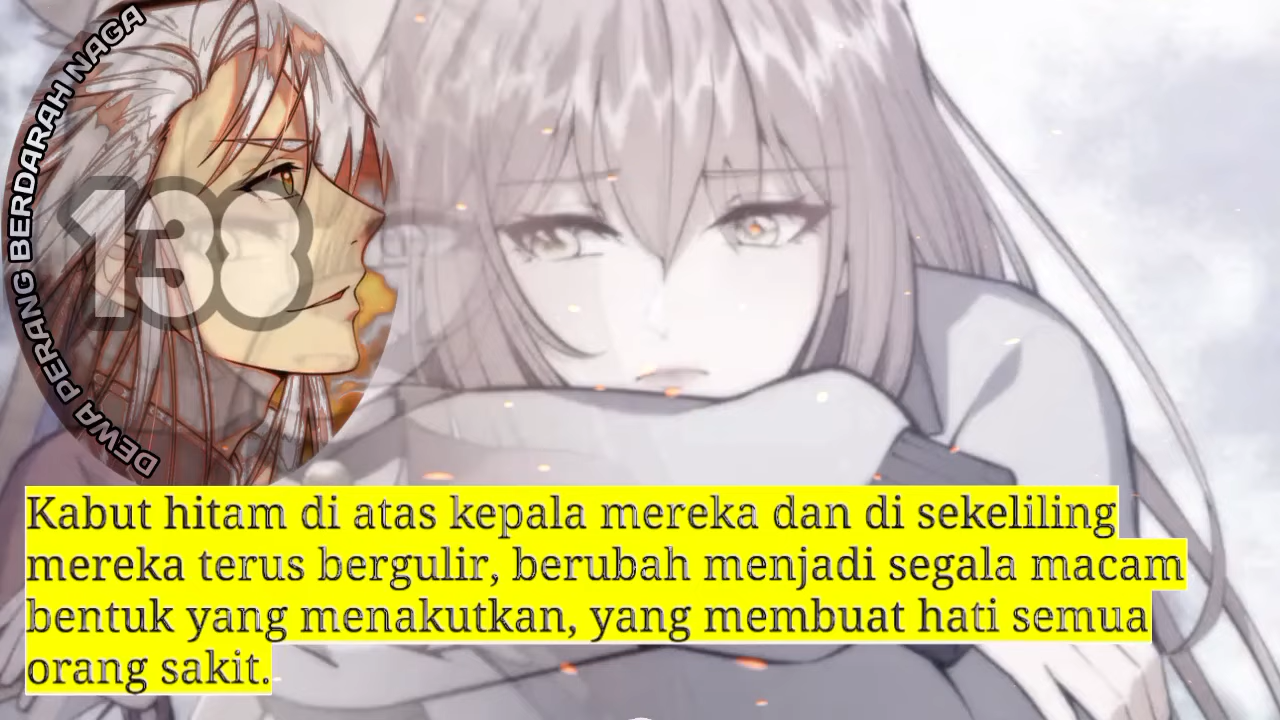 DEWA PERANG BERDARAH NAGA
138
Kabut hitam di atas kepala mereka dan di sekeliling
mereka terus bergulir, berubah menjadi segala macam
bentuk yang menakutkan, yang membuat hati semua
orang sakit.